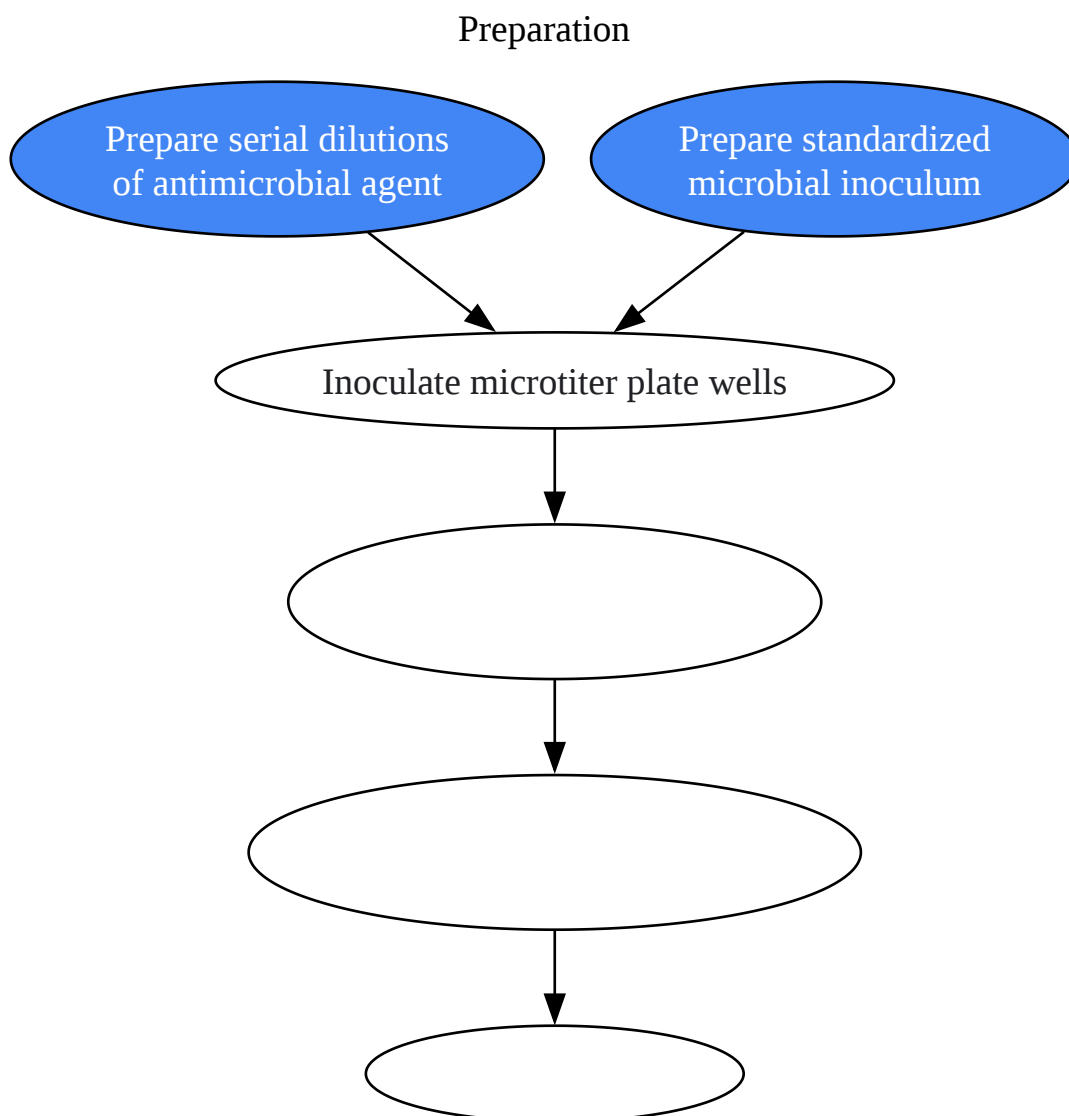 Preparation
Prepare serial dilutions
of antimicrobial agent
Prepare standardized
microbial inoculum
Inoculate microtiter plate wells